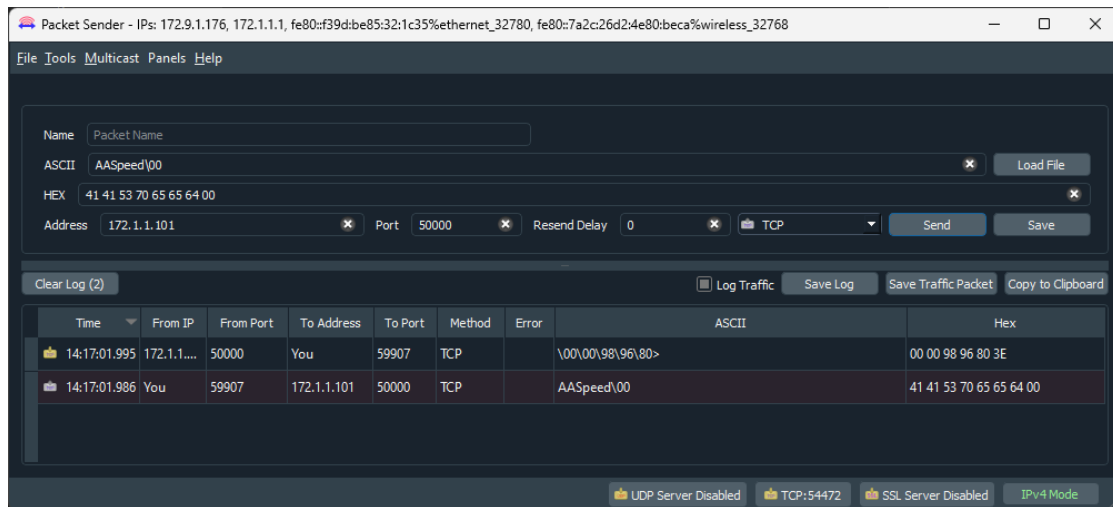 Packet Sender - IPs: 172.9.1.176, 172.1.1.1, fe80::f39d:be85:32:1c35%ethernet_32780, fe80::7a2c:26d2:4e80:beca%wireless_32768
File Tools Multicast Panels Help
Name Packet Name
ASCII AASpeed\00 Load File
HEX 41 41 53 70 65 65 64 00
Address 172.1.1.101 Port 50000 Resend Delay 0 TCP Send Save
Clear Log (2) Log Traffic Save Log Save Traffic Packet Copy to Clipboard
Time From IP From Port To Address To Port Method Error ASCII Hex
14:17:01.995 172.1.1.... 50000 You 59907 TCP \00\00\98\96\80> 00 00 98 96 80 3E
14:17:01.986 You 59907 172.1.1.101 50000 TCP AASpeed\00 41 41 53 70 65 65 64 00
UDP Server Disabled TCP:54472 SSL Server Disabled IPv4 Mode